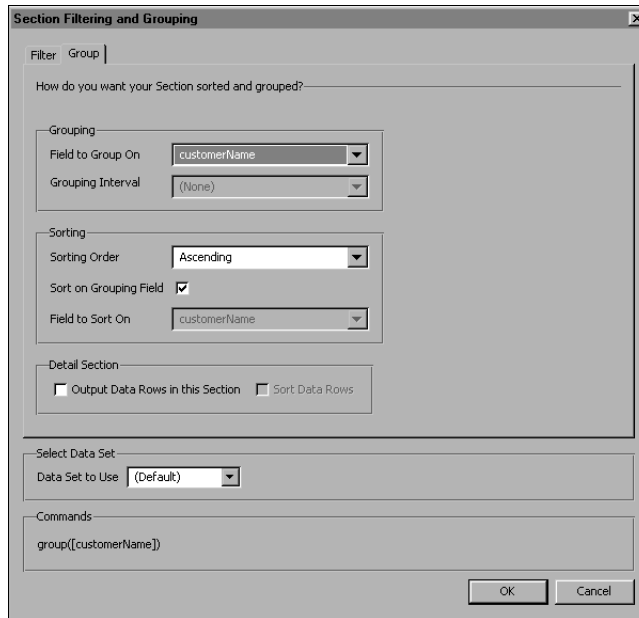 Section Filtering and Grouping
Filter Group
How do you want your Section sorted and grouped?
Grouping
Field to Group On customerName
Grouping Interval (None)
Sorting
Sorting Order Ascending
Sort on Grouping Field
Field to Sort On customerName
Detail Section
Output Data Rows in this Section Sort Data Rows
Select Data Set
Data Set to Use (Default)
Commands
group([customerName])
OK Cancel